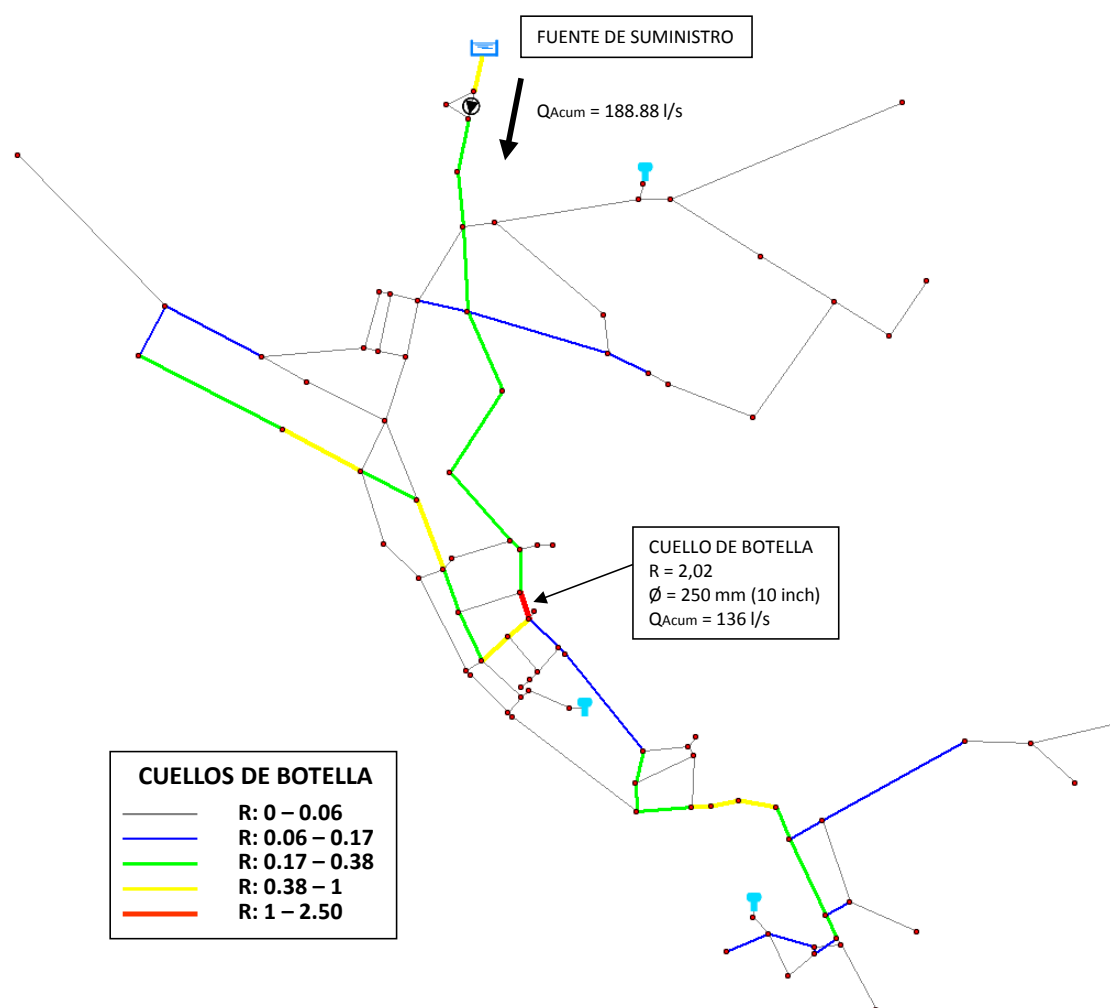 FUENTE DE SUMINISTRO
QAcum = 188.88 l/s
CUELLO DE BOTELLA
R = 2,02
Ø = 250 mm (10 inch)
QAcum = 136 l/s
CUELLOS DE BOTELLA
R: 0 – 0.06
R: 0.06 – 0.17
R: 0.17 – 0.38
R: 0.38 – 1
R: 1 – 2.50